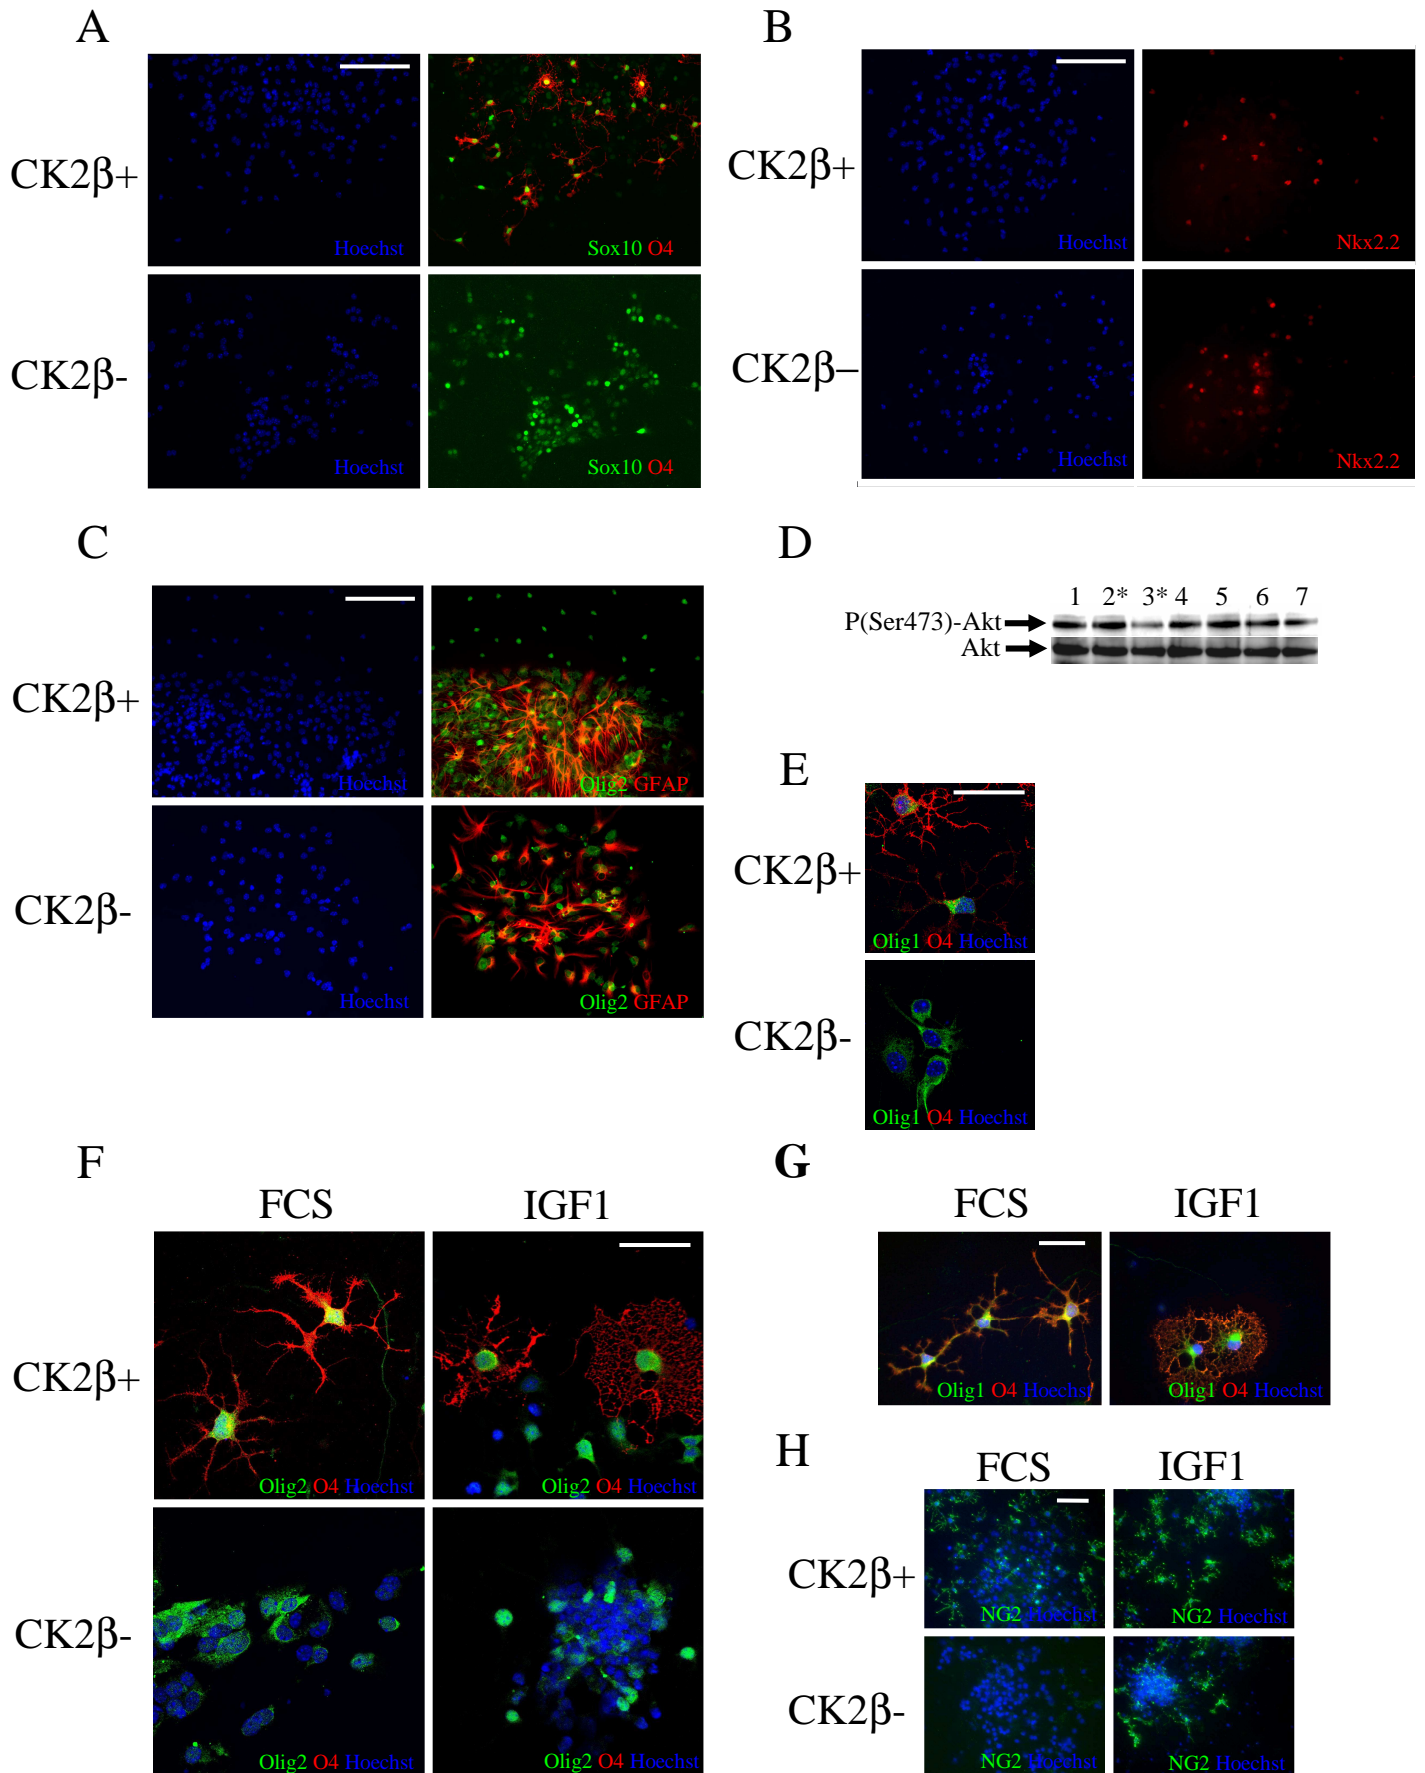 A
CK2β+
Hoechst
Sox10 O4
CK2β-
Hoechst
Sox10 O4
B
CK2β+
Hoechst
Nkx2.2
CK2β−
Hoechst
Nkx2.2
C
CK2β+
Hoechst
Olig2 GFAP
CK2β-
Hoechst
Olig2 GFAP
D
1 2* 3* 4 5 6 7
P(Ser473)-Akt
Akt
E
CK2β+
Olig1 O4 Hoechst
CK2β-
Olig1 O4 Hoechst
F
FCS IGF1
CK2β+
Olig2 O4 Hoechst
Olig2 O4 Hoechst
CK2β-
Olig2 O4 Hoechst
Olig2 O4 Hoechst
G
FCS IGF1
Olig1 O4 Hoechst
Olig1 O4 Hoechst
H
FCS IGF1
CK2β+
NG2 Hoechst
NG2 Hoechst
CK2β-
NG2 Hoechst
NG2 Hoechst